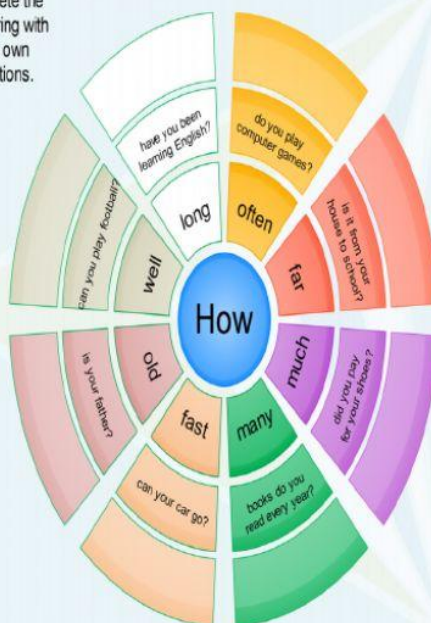 ete the
ring with
own
tions.
How
long
have you been
learning English?
often
do you play
computer games?
far
is it from your
house to school?
much
did you pay
for your shoes?
many
books do you
read every year?
fast
can your car go?
old
is your father?
well
can you play football?